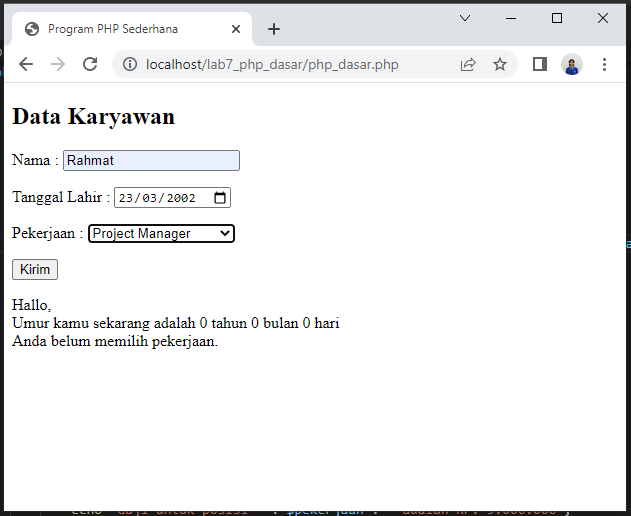 Program PHP Sederhana
localhost/lab7_php_dasar/php_dasar.php
Data Karyawan
Nama : Rahmat
Tanggal Lahir : 23/03/2002
Pekerjaan : Project Manager
Kirim
Hallo,
Umur kamu sekarang adalah 0 tahun 0 bulan 0 hari
Anda belum memilih pekerjaan.